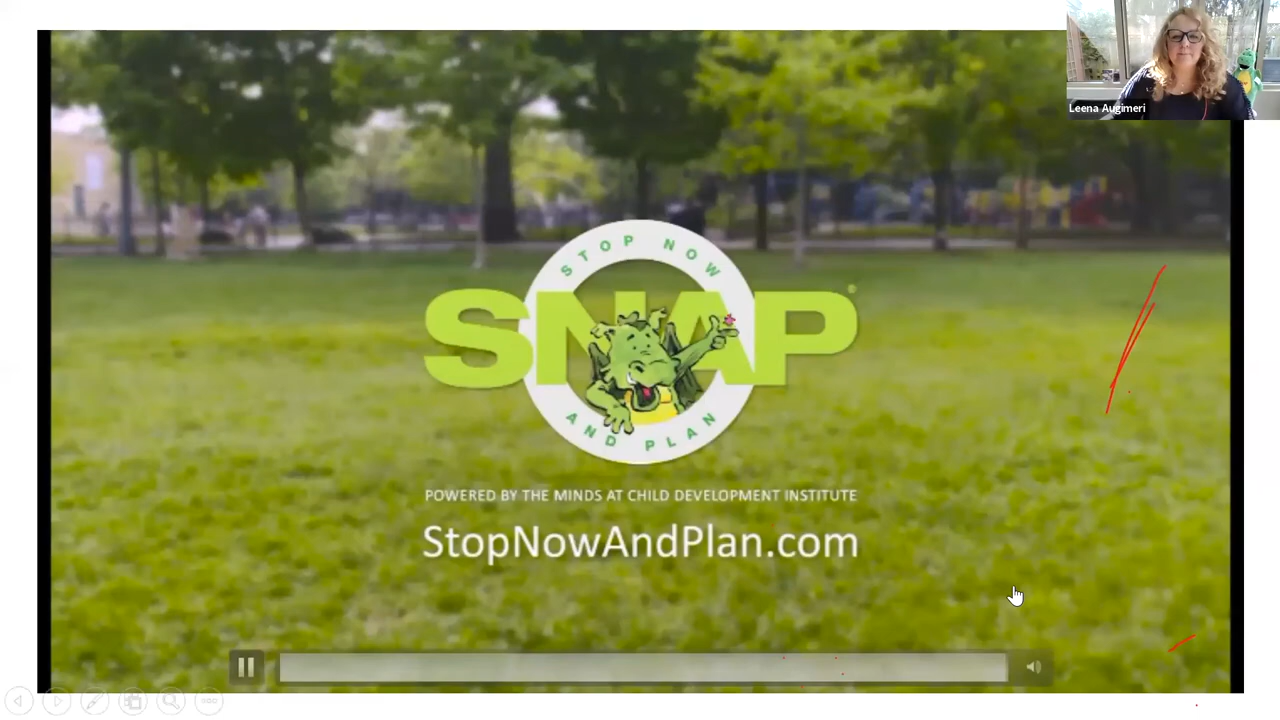 Leena Augimeri
STOP NOW
SNAP®
AND PLAN
POWERED BY THE MINDS AT CHILD DEVELOPMENT INSTITUTE
StopNowAndPlan.com